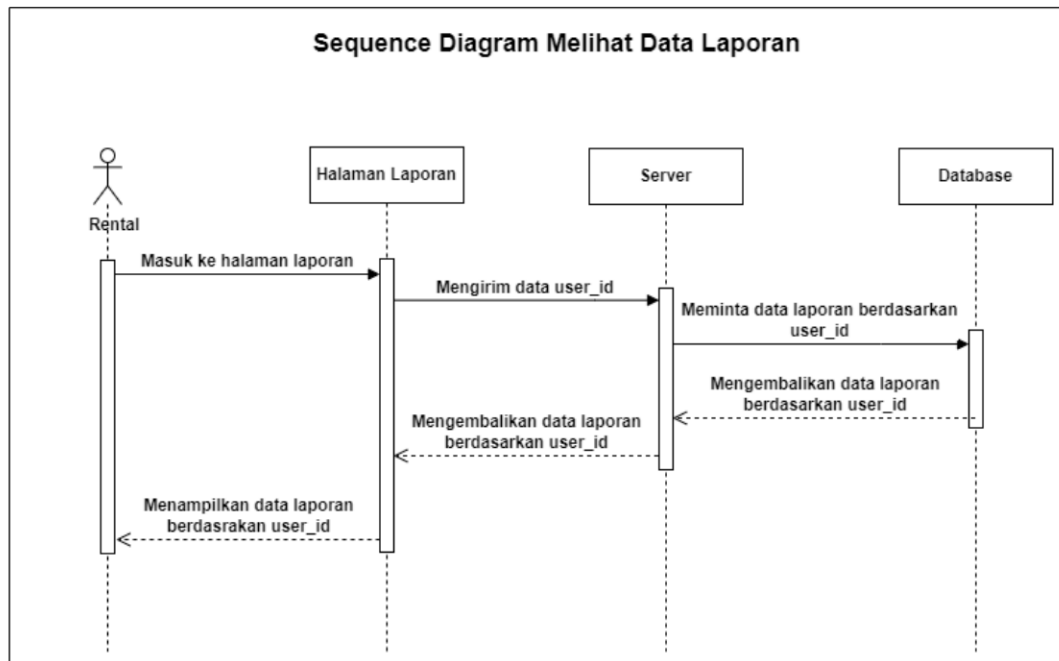 Sequence Diagram Melihat Data Laporan
Rental
Halaman Laporan
Server
Database
Masuk ke halaman laporan
Mengirim data user_id
Meminta data laporan berdasarkan
user_id
Mengembalikan data laporan
berdasarkan user_id
Mengembalikan data laporan
berdasarkan user_id
Menampilkan data laporan
berdasrakan user_id